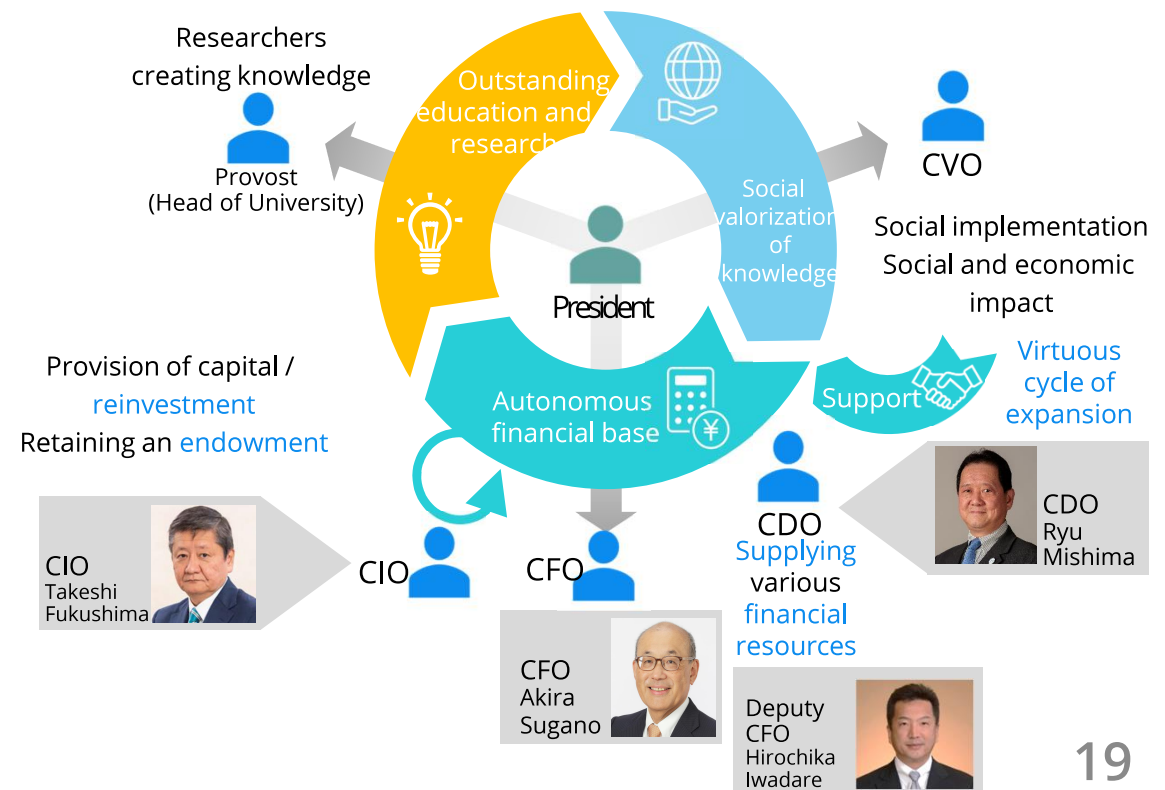 Researchers
creating knowledge
Provost
(Head of University)
Outstanding
education and
research
Social
valorization
of
knowledge
CVO
Social implementation
Social and economic
impact
President
Provision of capital /
reinvestment
Retaining an endowment
Autonomous
financial base
¥
Support
Virtuous
cycle of
expansion
CIO
Takeshi
Fukushima
CIO
CFO
CDO
Supplying
various
financial
resources
CDO
Ryu
Mishima
CFO
Akira
Sugano
Deputy
CFO
Hirochika
Iwadare
19